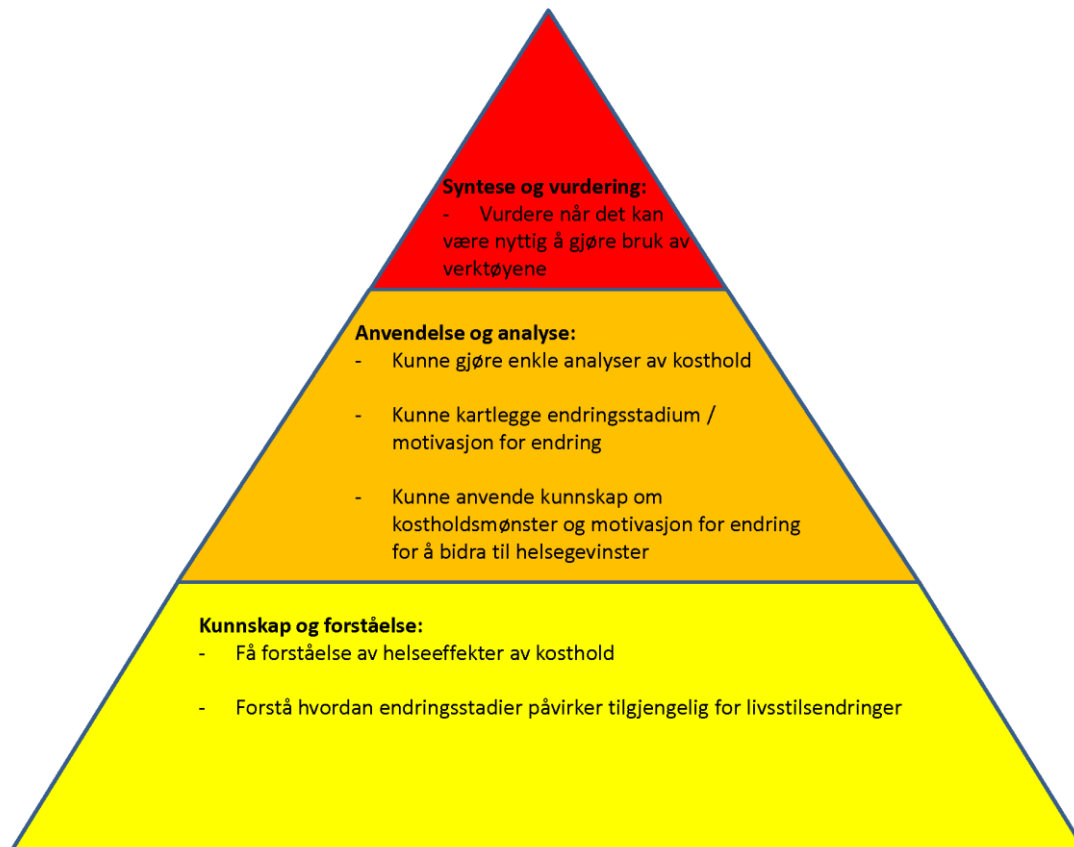 Syntese og vurdering:
- Vurdere når det kan
være nyttig å gjøre bruk av
verktøyene
Anvendelse og analyse:
- Kunne gjøre enkle analyser av kosthold
- Kunne kartlegge endringsstadium /
motivasjon for endring
- Kunne anvende kunnskap om
kostholdsmønster og motivasjon for endring
for å bidra til helsegevinster
Kunnskap og forståelse:
- Få forståelse av helseeffekter av kosthold
- Forstå hvordan endringsstadier påvirker tilgjengelig for livsstilsendringer